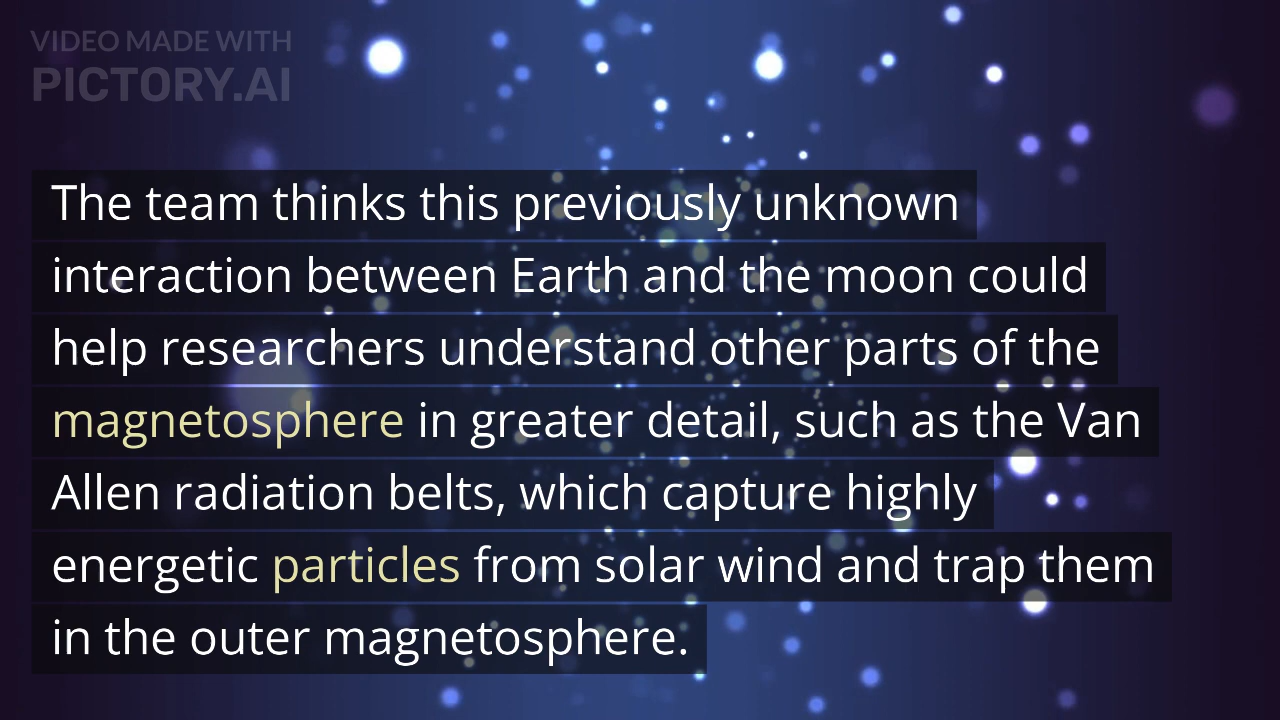 VIDEO MADE WITH
PICTORY.AI
The team thinks this previously unknown
interaction between Earth and the moon could
help researchers understand other parts of the
magnetosphere in greater detail, such as the Van
Allen radiation belts, which capture highly
energetic particles from solar wind and trap them
in the outer magnetosphere.